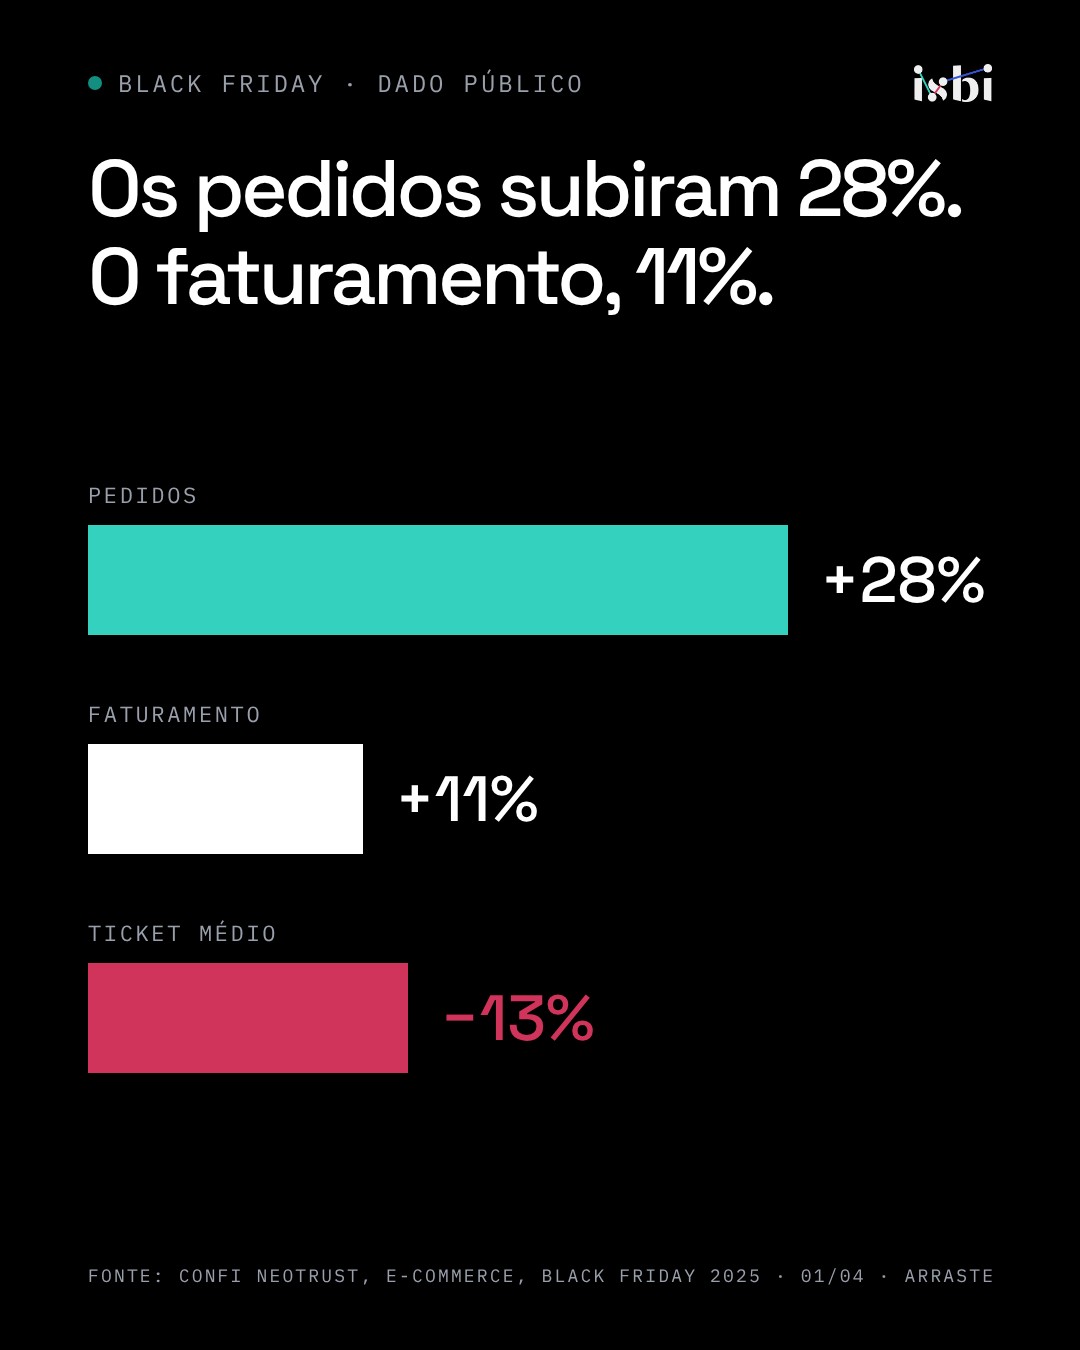 BLACK FRIDAY · DADO PÚBLICO
isbi
Os pedidos subiram 28%.
O faturamento, 11%.
PEDIDOS
+28%
FATURAMENTO
+11%
TICKET MÉDIO
−13%
FONTE: CONFI NEOTRUST, E-COMMERCE, BLACK FRIDAY 2025 · 01/04 · ARRASTE